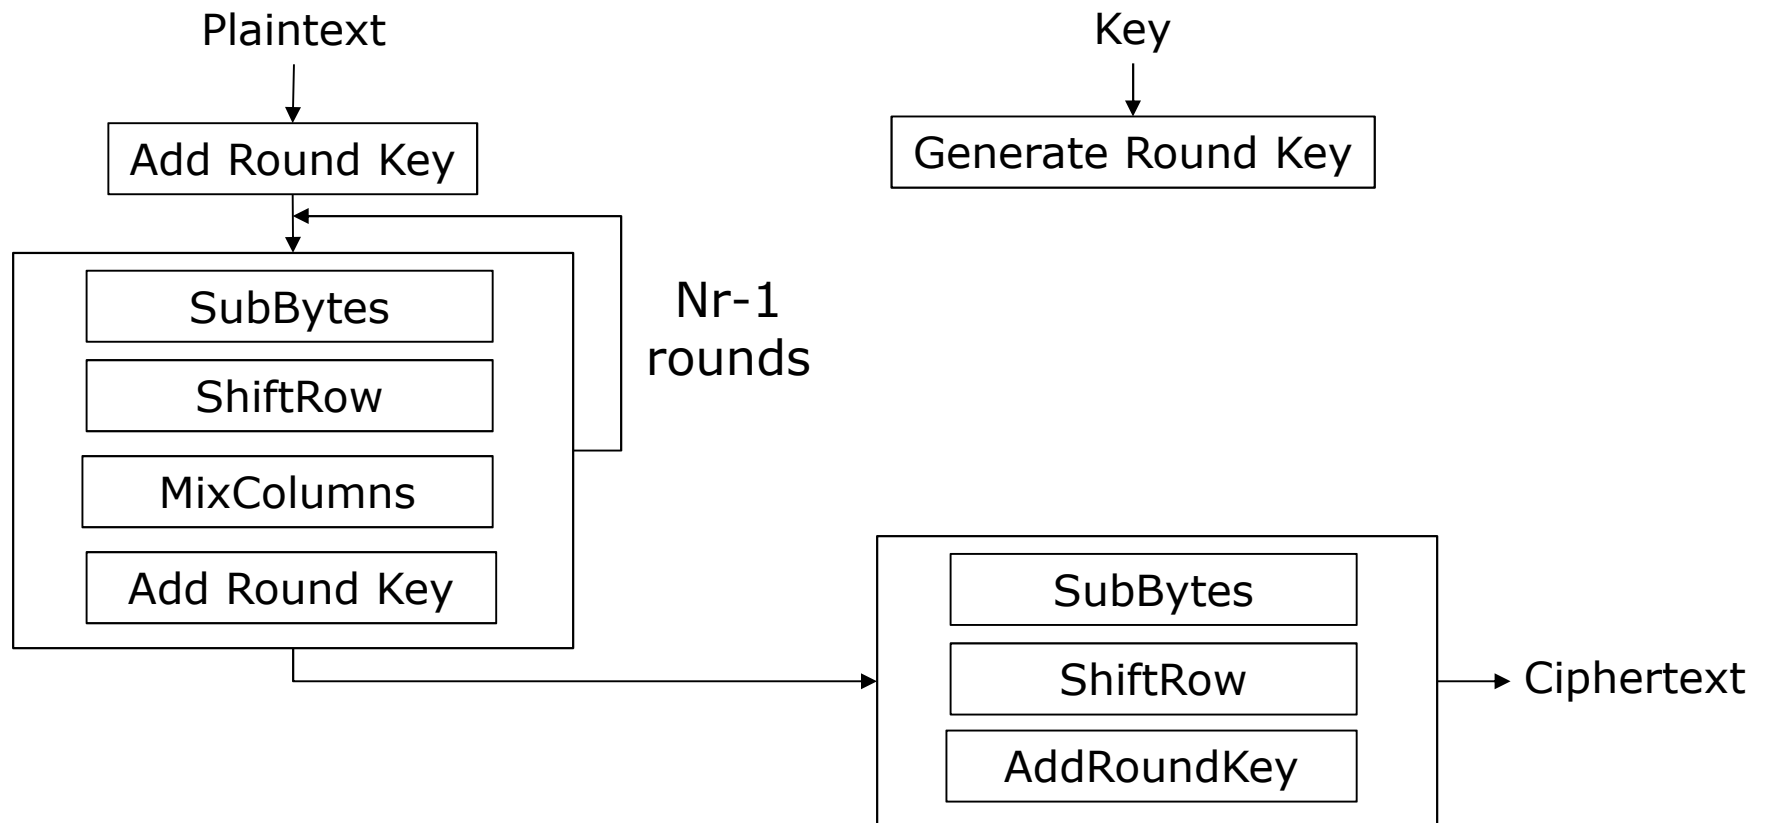 Plaintext
Key
Add Round Key
Generate Round Key
SubBytes
ShiftRow
MixColumns
Add Round Key
Nr-1
rounds
SubBytes
ShiftRow
AddRoundKey
Ciphertext